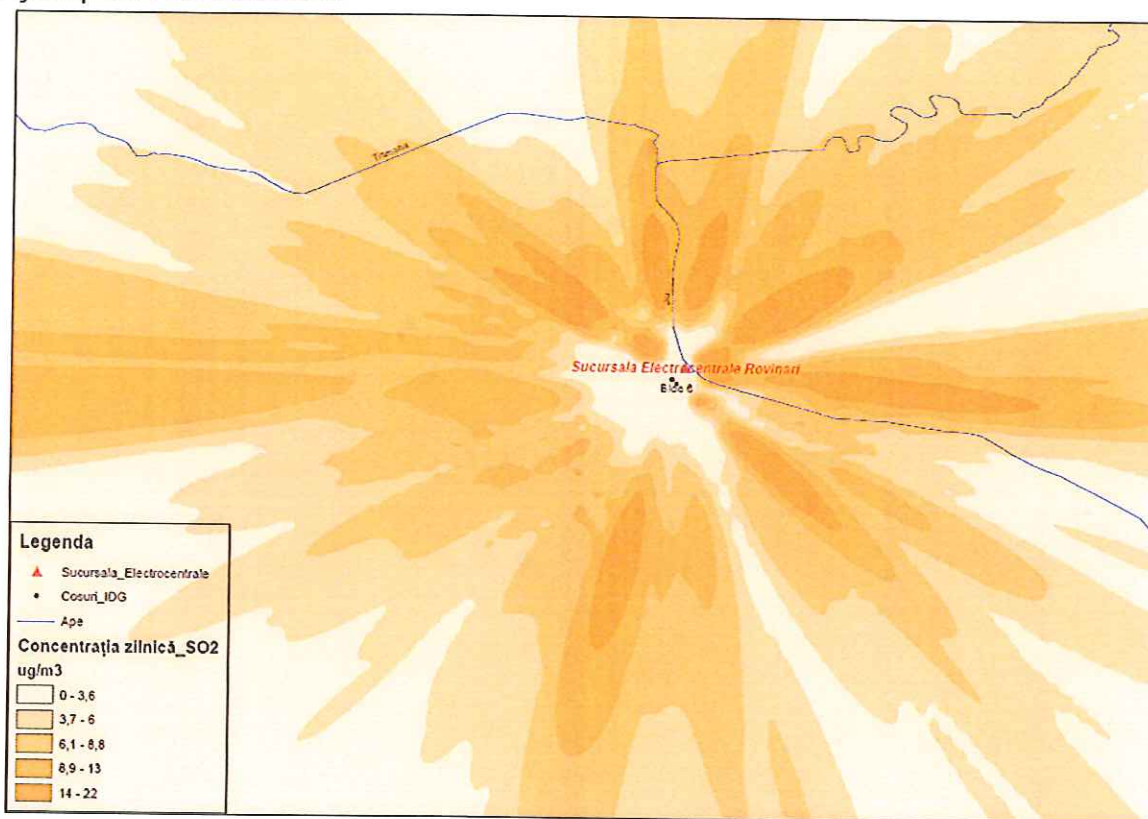 Tismana
Jiu
Sucursala Electrocentrale Rovinari
Bloc 6
Legenda
Sucursala_Electrocentrale
Cosuri_IDG
Ape
Concentrația zilnică_SO2
ug/m3
0 - 3,6
3,7 - 6
6,1 - 8,8
8,9 - 13
14 - 22